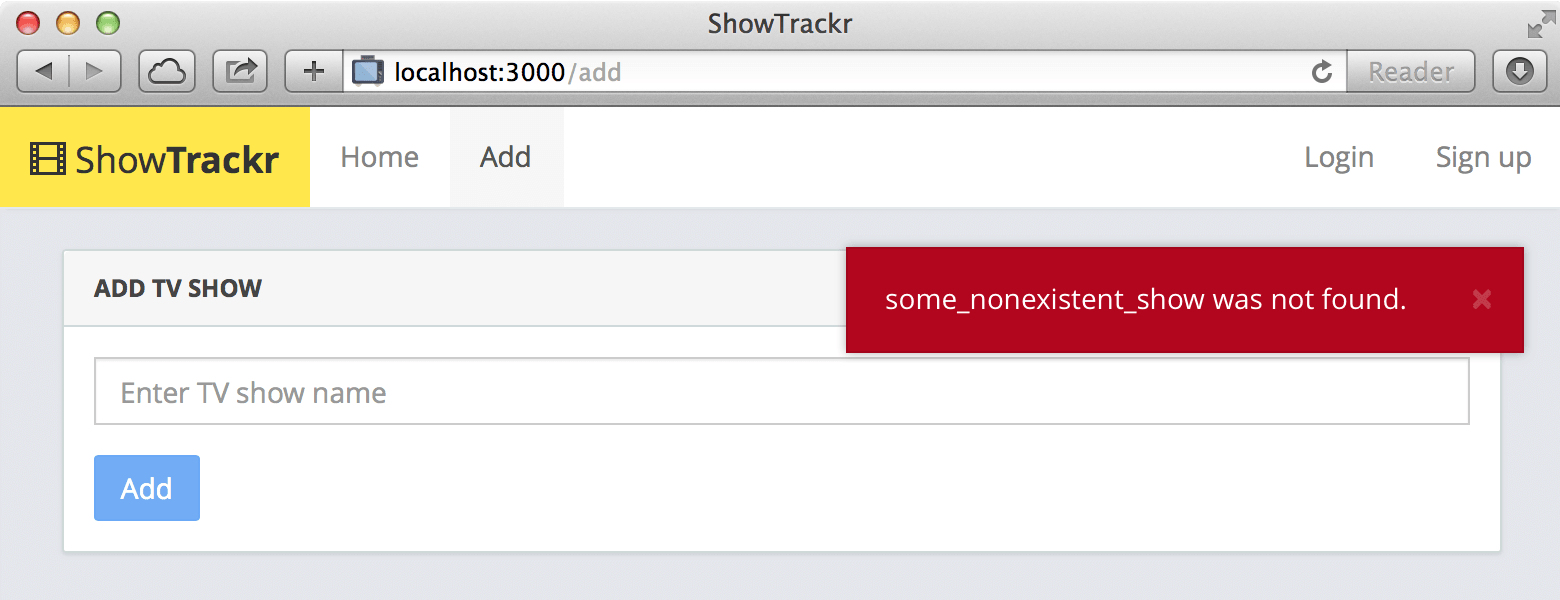 ShowTrackr
localhost:3000/add
Reader
ShowTrackr
Home
Add
Login
Sign up
ADD TV SHOW
some_nonexistent_show was not found.
Enter TV show name
Add